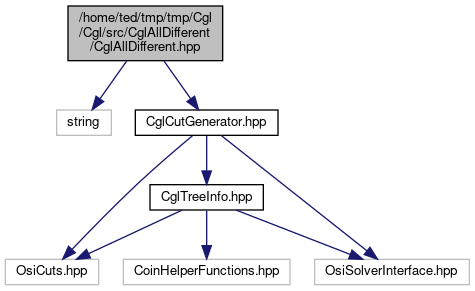 /home/ted/tmp/tmp/Cgl
/Cgl/src/CglAllDifferent
/CglAllDifferent.hpp
string
CglCutGenerator.hpp
CglTreeInfo.hpp
OsiCuts.hpp
CoinHelperFunctions.hpp
OsiSolverInterface.hpp